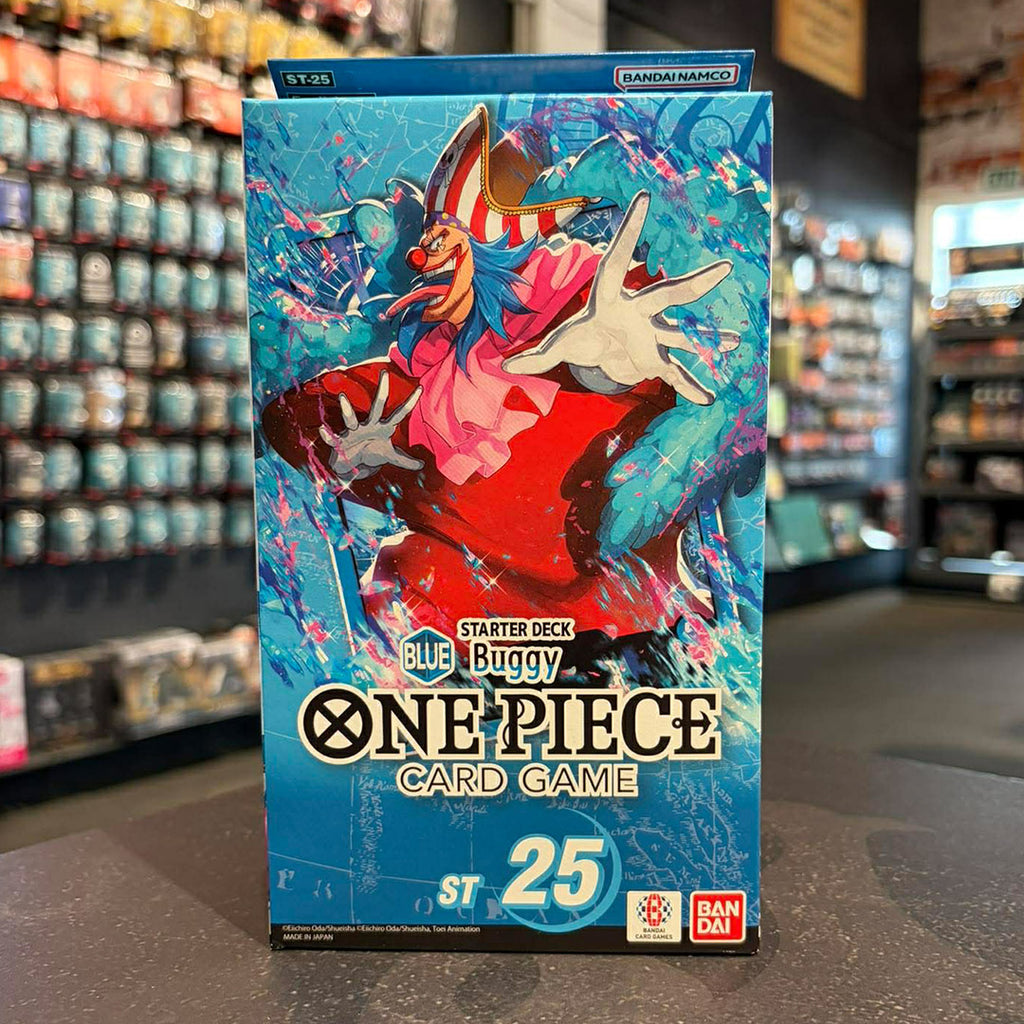 ST-25
BANDAI NAMCO
STARTER DECK
BLUE Buggy
ONE PIECE
CARD GAME
ST 25
BANDAI
CARD GAMES
BAN
DAI
©Eiichiro Oda/Shueisha ©Eiichiro Oda/Shueisha, Toei Animation
MADE IN JAPAN